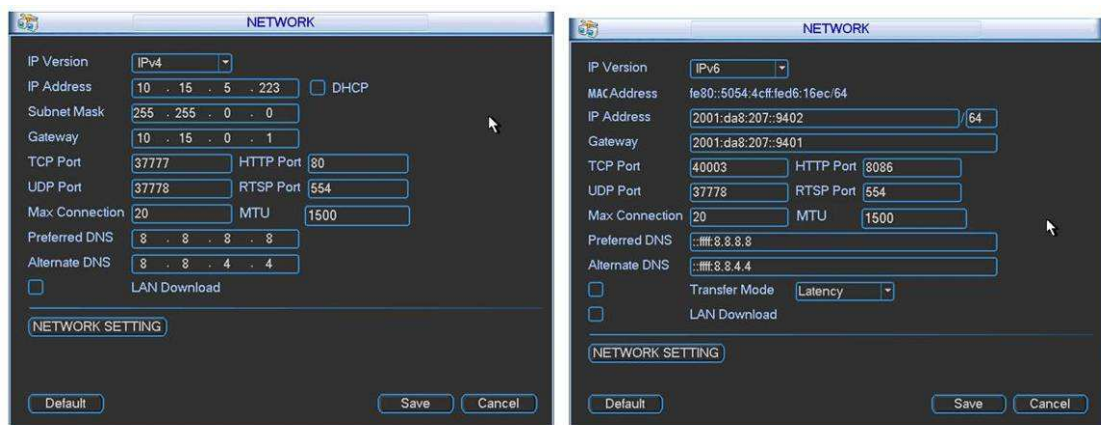 NETWORK
IP Version IPv4
IP Address 10 . 15 . 5 . 223 DHCP
Subnet Mask 255 . 255 . 0 . 0
Gateway 10 . 15 . 0 . 1
TCP Port 37777 HTTP Port 80
UDP Port 37778 RTSP Port 554
Max Connection 20 MTU 1500
Preferred DNS 8 . 8 . 8 . 8
Alternate DNS 8 . 8 . 4 . 4
LAN Download
NETWORK SETTING
Default Save Cancel
NETWORK
IP Version IPv6
MAC Address fe80::5054:4cff:fed6:16ec/64
IP Address 2001:da8:207::9402 / 64
Gateway 2001:da8:207::9401
TCP Port 40003 HTTP Port 8086
UDP Port 37778 RTSP Port 554
Max Connection 20 MTU 1500
Preferred DNS ::ffff:8.8.8.8
Alternate DNS ::ffff:8.8.4.4
Transfer Mode Latency
LAN Download
NETWORK SETTING
Default Save Cancel